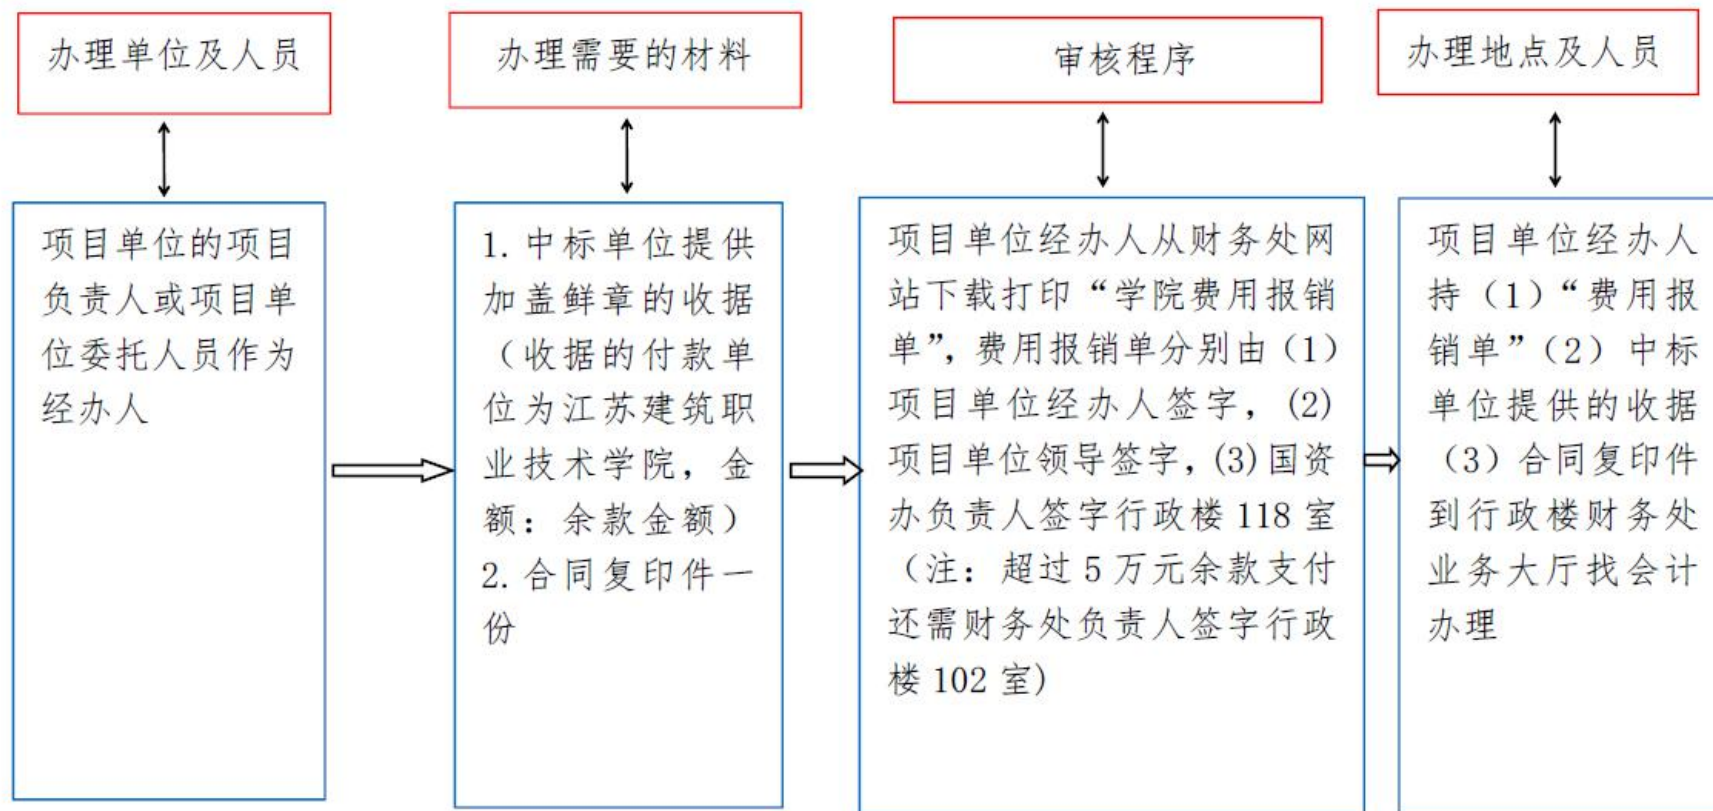 办理单位及人员
办理需要的材料
审核程序
办理地点及人员
项目单位的项目
负责人或项目单
位委托人员作为
经办人
1. 中标单位提供
加盖鲜章的收据
（收据的付款单
位为江苏建筑职
业技术学院，金
额：余款金额）
2. 合同复印件一
份
项目单位经办人从财务处网
站下载打印“学院费用报销
单”，费用报销单分别由（1）
项目单位经办人签字，(2)
项目单位领导签字，(3)国资
办负责人签字行政楼 118 室
（注：超过 5 万元余款支付
还需财务处负责人签字行政
楼 102 室)
项目单位经办人
持（1）“费用报
销单”（2）中标
单位提供的收据
（3）合同复印件
到行政楼财务处
业务大厅找会计
办理